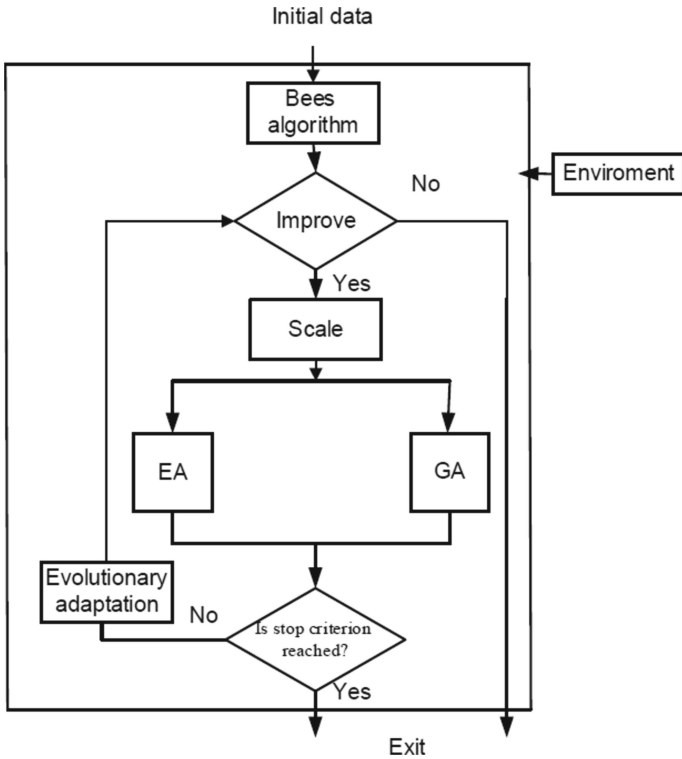 Initial data
Bees
algorithm
No
Enviroment
Improve
Yes
Scale
EA
GA
Evolutionary
adaptation
No
Is stop criterion
reached?
Yes
Exit